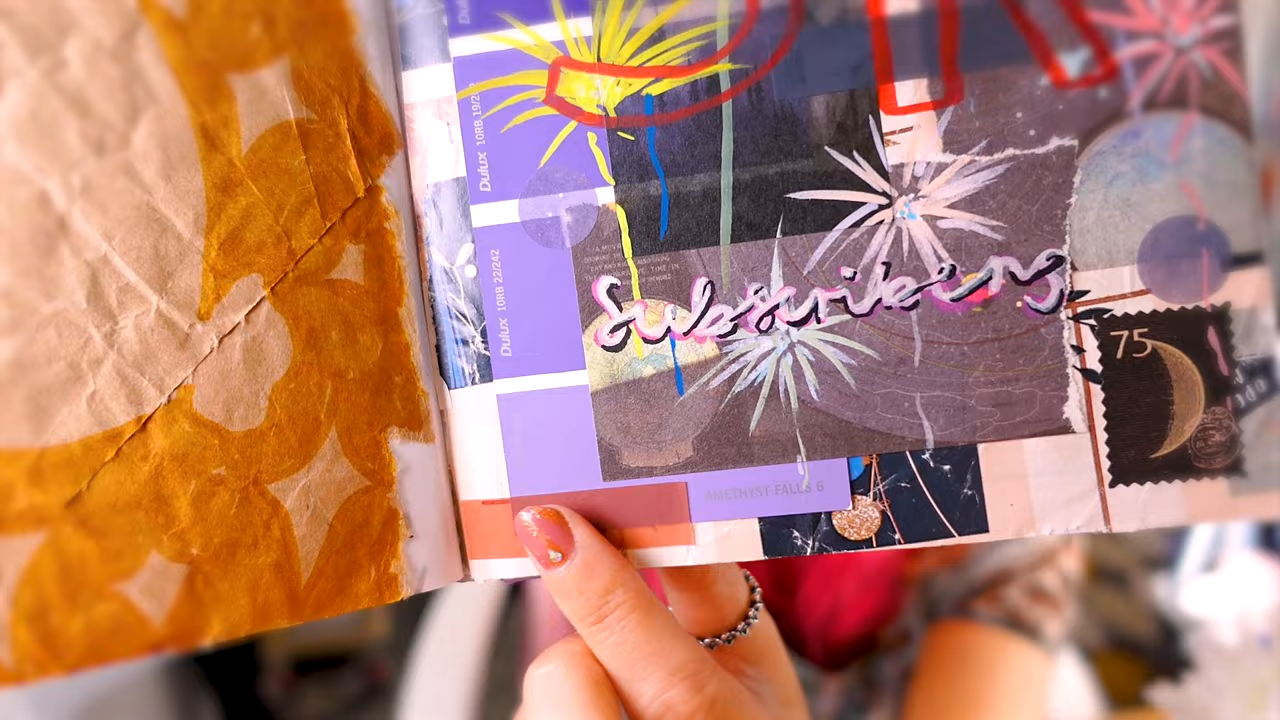 Dulux 10RB 19/2
K
Dulux 10RB 22/242
Subscribers
75
AMETHYST FALLS 6